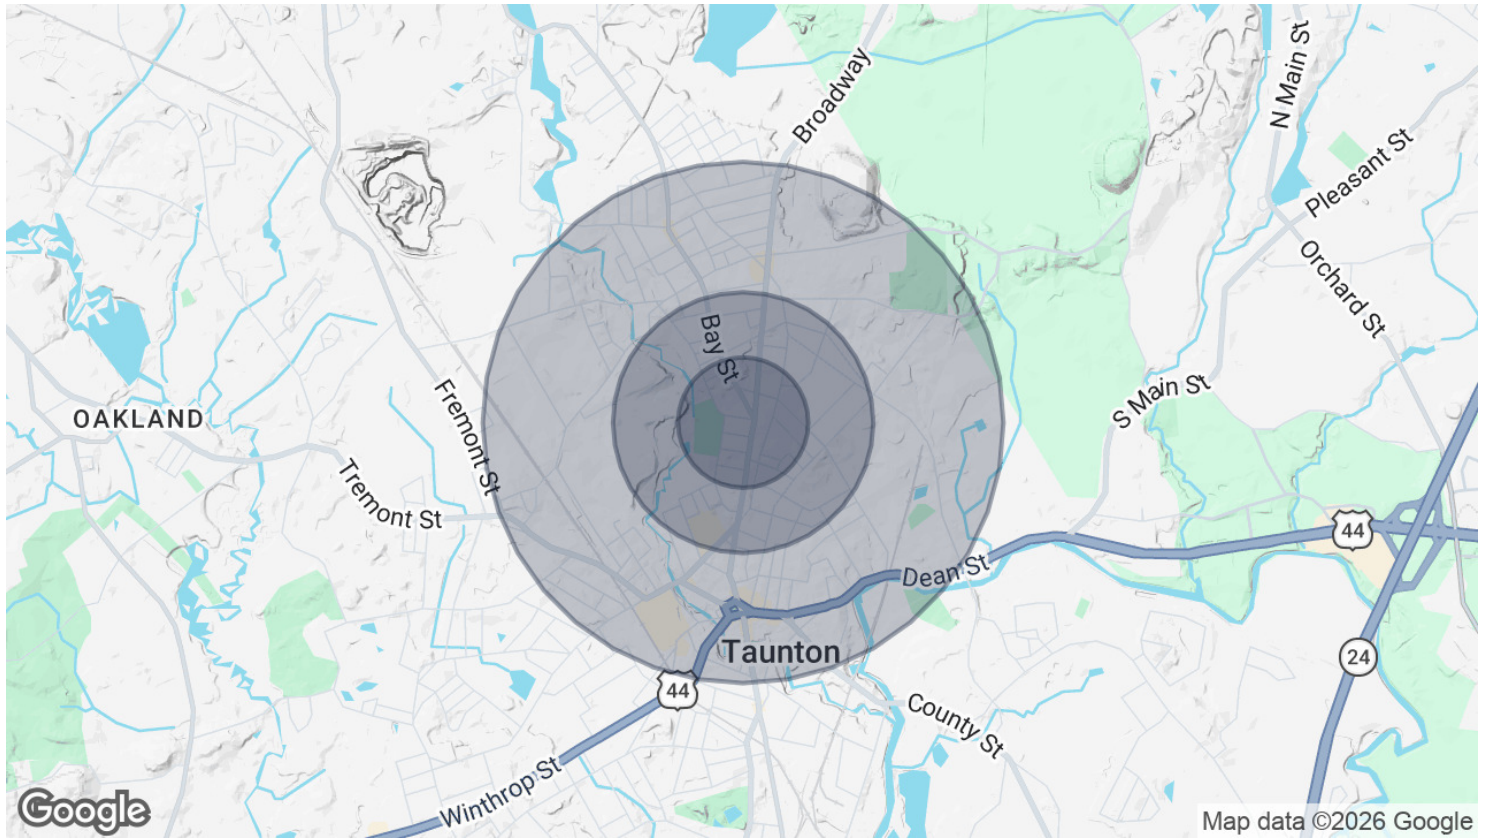 Broadway
N Main St
Pleasant St
Orchard St
Bay St
S Main St
OAKLAND
Fremont St
Tremont St
44
Dean St
Taunton
24
44
County St
Winthrop St
Google
Map data ©2026 Google